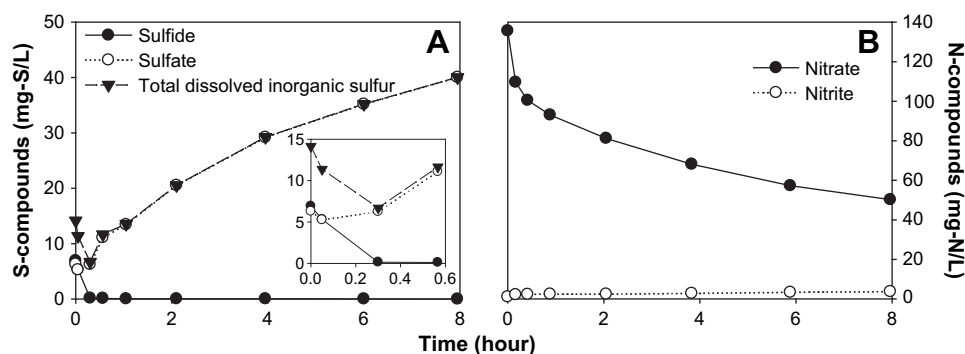 A
B
Sulfide
Sulfate
Total dissolved inorganic sulfur
Nitrate
Nitrite
S-compounds (mg-S/L)
50
40
30
20
10
0
0 2 4 6 8
15
10
5
0
0.0 0.2 0.4 0.6
0 2 4 6 8
140
120
100
80
60
40
20
0
N-compounds (mg-N/L)
Time (hour)